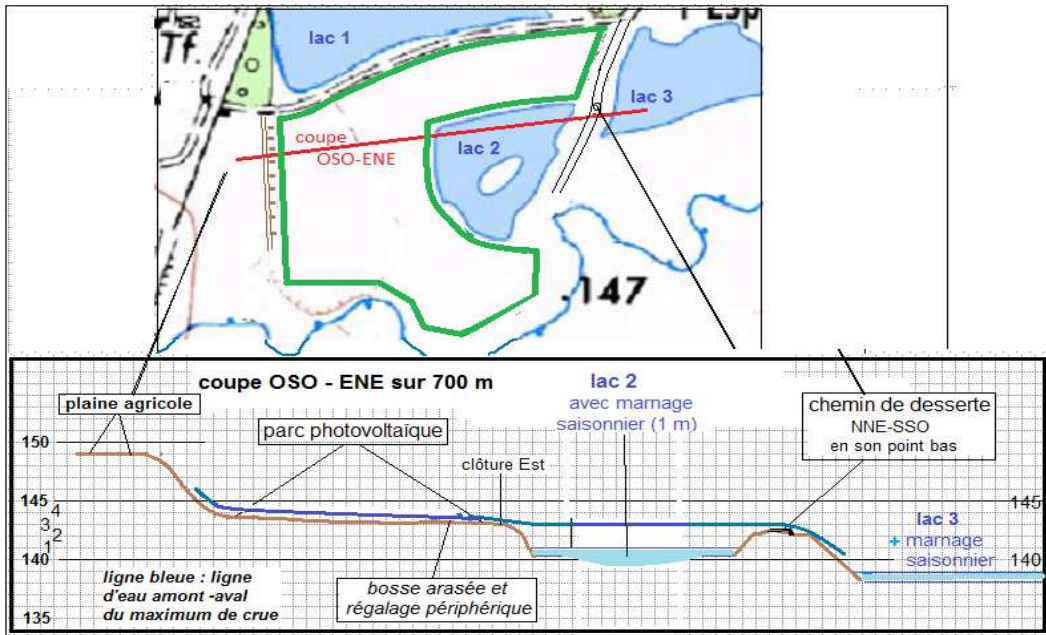 Tf.
lac 1
lac 3
coupe
OSO-ENE
lac 2
.147
coupe OSO - ENE sur 700 m
lac 2
avec marnage
saisonnier (1 m)
plaine agricole
parc photovoltaïque
clôture Est
chemin de desserte
NNE-SSO
en son point bas
150
145
4
3
2
1
140
135
145
lac 3
+ marnage
saisonnier
140
ligne bleue : ligne
d'eau amont -aval
du maximum de crue
bosse arasée et
régalage périphérique